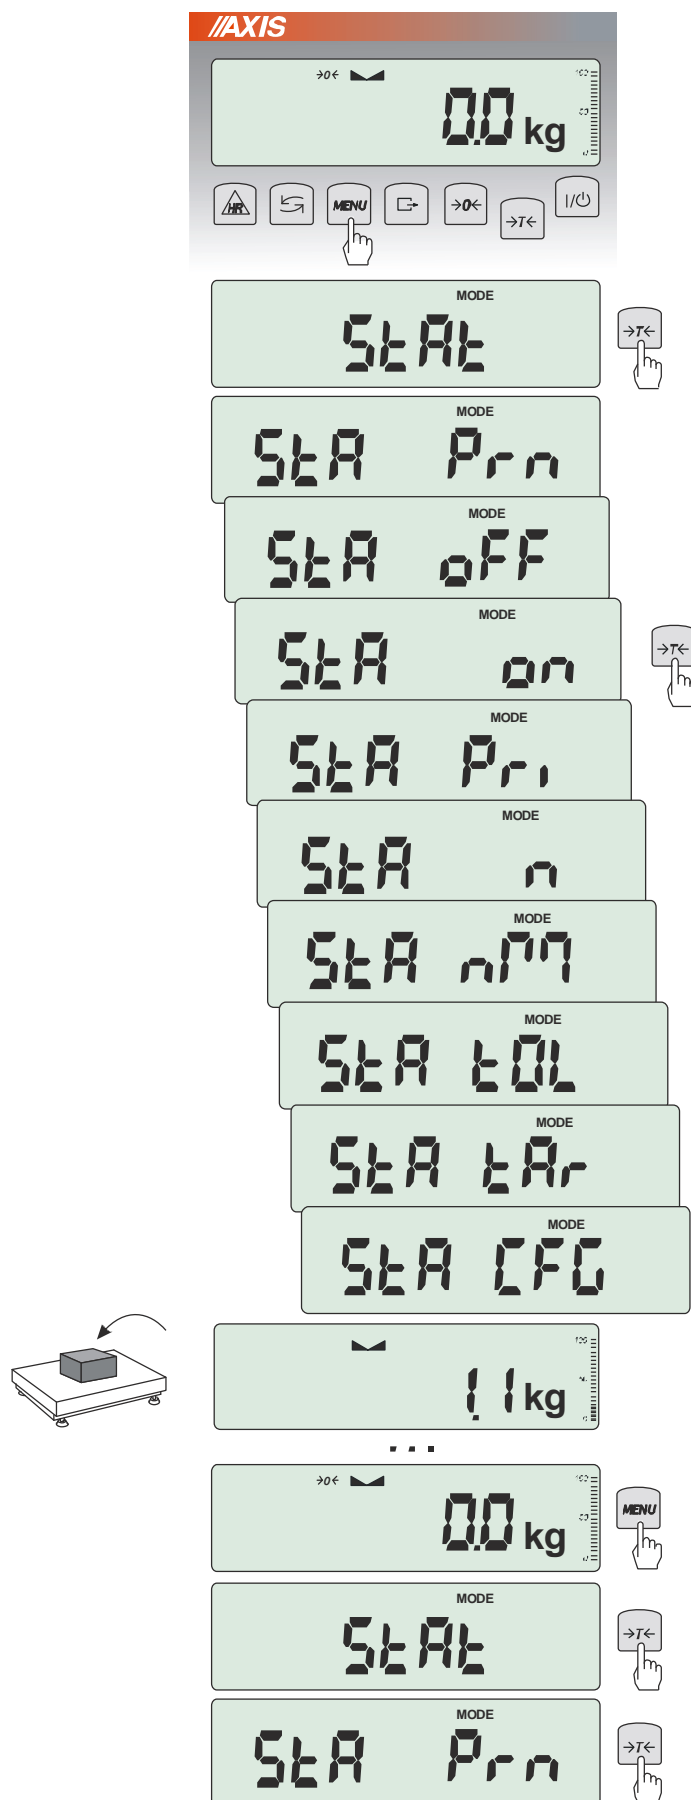 //AXIS
→0←
0.0 kg
HR MENU →0← →T← I/
MODE
StAt
→T←
MODE
StA Prn
MODE
StA oFF
MODE
StA on
→T←
MODE
StA Pri
MODE
StA n
MODE
StA nM
MODE
StA tOL
MODE
StA tAr
MODE
StA CFG
1.1 kg
...
→0←
0.0 kg
MENU
MODE
StAt
→T←
MODE
StA Prn
→T←